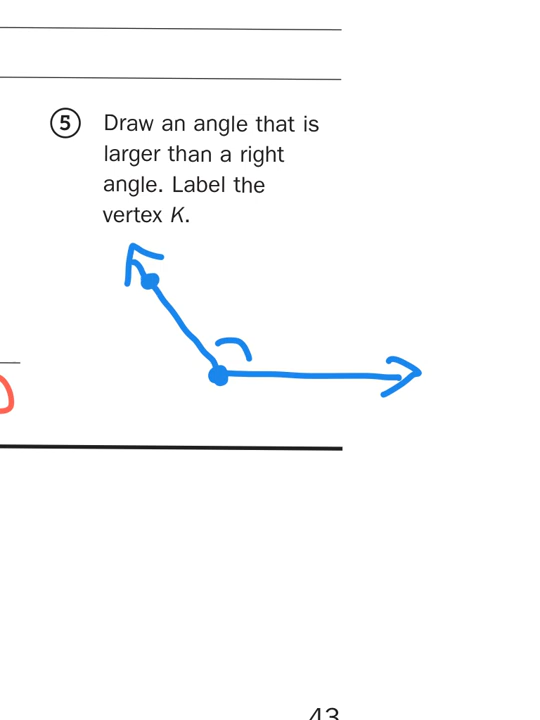 5 Draw an angle that is
larger than a right
angle. Label the
vertex K.
43